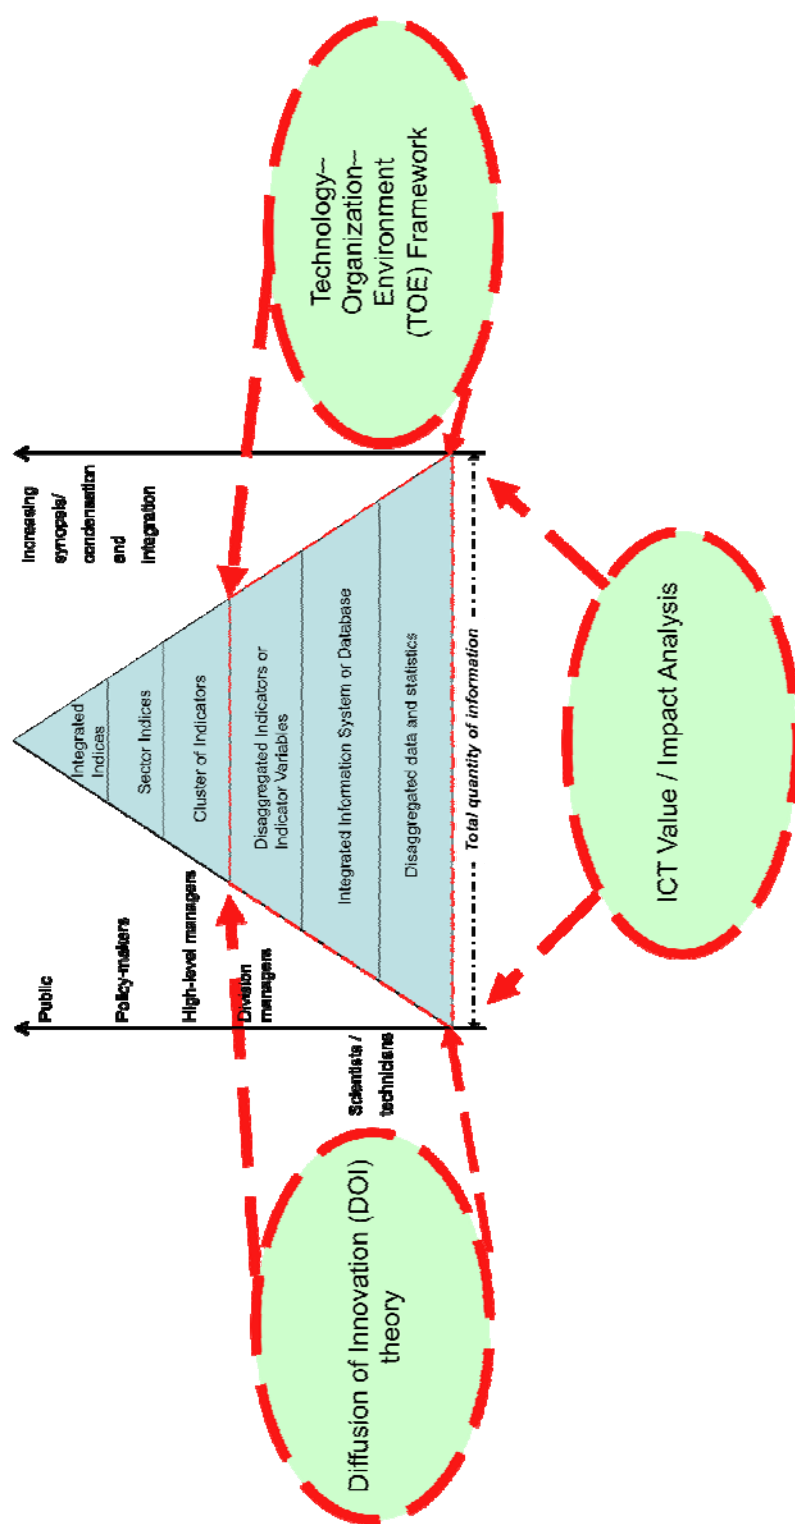 Public
Policy-makers
High-level managers
Division
managers
Scientists /
technicians
Increasing
synopsis/
condensation
and
Integration
Integrated
Indices
Sector Indices
Cluster of Indicators
Disaggregated Indicators or
Indicator Variables
Integrated Information System or Database
Disaggregated data and statistics
Total quantity of information
Diffusion of Innovation (DOI)
theory
Technology–
Organization–
Environment
(TOE) Framework
ICT Value / Impact Analysis